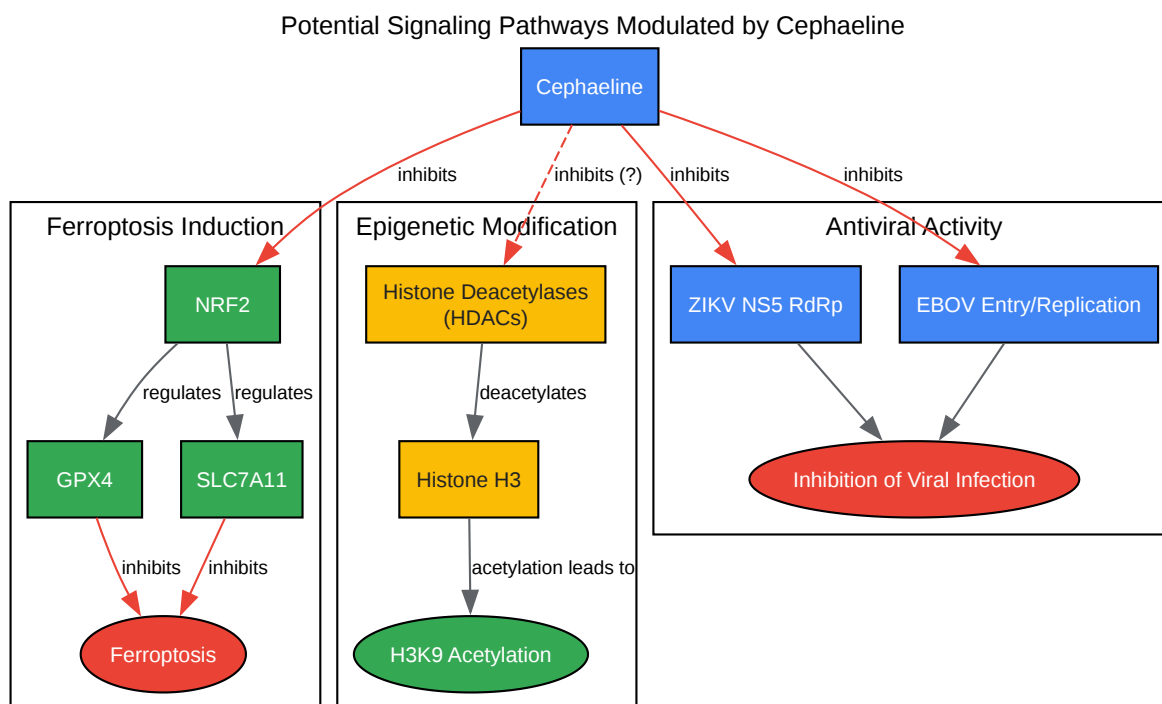 Potential Signaling Pathways Modulated by Cephaeline
Cephaeline
inhibits
inhibits (?)
inhibits
inhibits
Ferroptosis Induction
Epigenetic Modification
Antiviral Activity
NRF2
Histone Deacetylases
(HDACs)
ZIKV NS5 RdRp
EBOV Entry/Replication
regulates
regulates
deacetylates
GPX4
SLC7A11
Histone H3
Inhibition of Viral Infection
inhibits
inhibits
acetylation leads to
Ferroptosis
H3K9 Acetylation